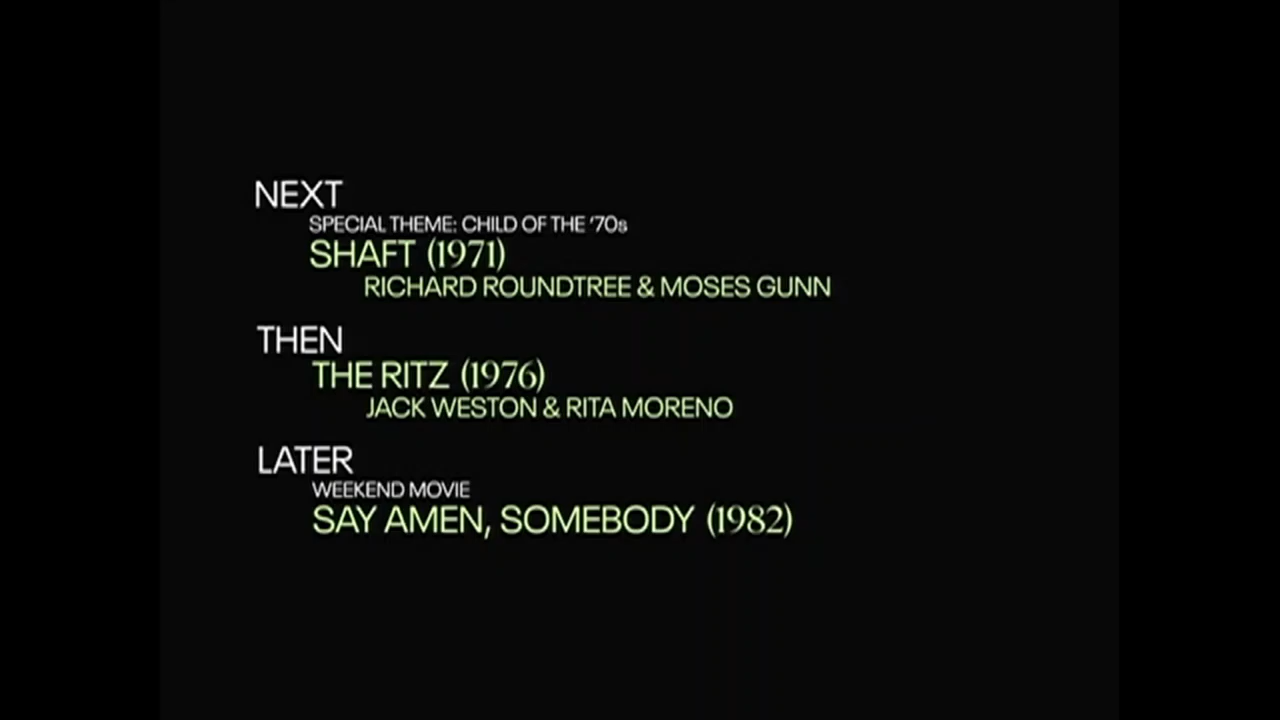 NEXT
SPECIAL THEME: CHILD OF THE '70s
SHAFT (1971)
RICHARD ROUNDTREE & MOSES GUNN
THEN
THE RITZ (1976)
JACK WESTON & RITA MORENO
LATER
WEEKEND MOVIE
SAY AMEN, SOMEBODY (1982)